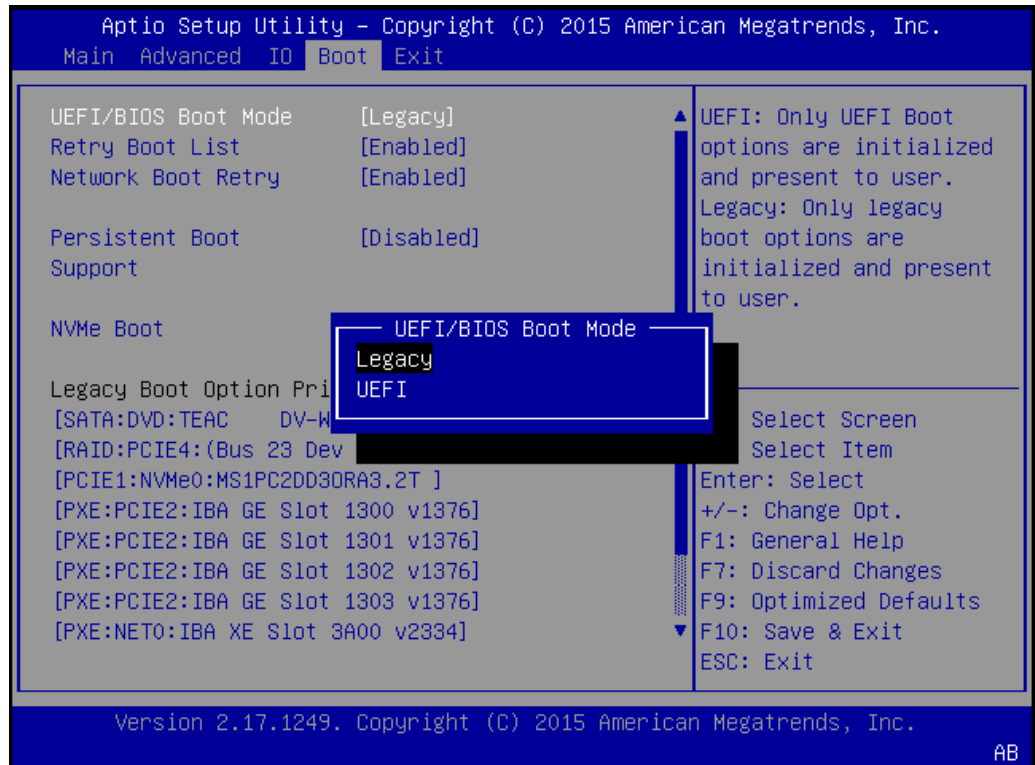 Aptio Setup Utility – Copyright (C) 2015 American Megatrends, Inc.
Main Advanced IO Boot Exit
UEFI/BIOS Boot Mode [Legacy]
Retry Boot List [Enabled]
Network Boot Retry [Enabled]
Persistent Boot [Disabled]
Support
NVMe Boot
Legacy Boot Option Pri
[SATA:DVD:TEAC DV-W
[RAID:PCIE4:(Bus 23 Dev
[PCIE1:NVMe0:MS1PC2DD3ORA3.2T ]
[PXE:PCIE2:IBA GE Slot 1300 v1376]
[PXE:PCIE2:IBA GE Slot 1301 v1376]
[PXE:PCIE2:IBA GE Slot 1302 v1376]
[PXE:PCIE2:IBA GE Slot 1303 v1376]
[PXE:NET0:IBA XE Slot 3A00 v2334]
UEFI/BIOS Boot Mode
Legacy
UEFI
UEFI: Only UEFI Boot
options are initialized
and present to user.
Legacy: Only legacy
boot options are
initialized and present
to user.
Select Screen
Select Item
Enter: Select
+/-: Change Opt.
F1: General Help
F7: Discard Changes
F9: Optimized Defaults
F10: Save & Exit
ESC: Exit
Version 2.17.1249. Copyright (C) 2015 American Megatrends, Inc.
AB